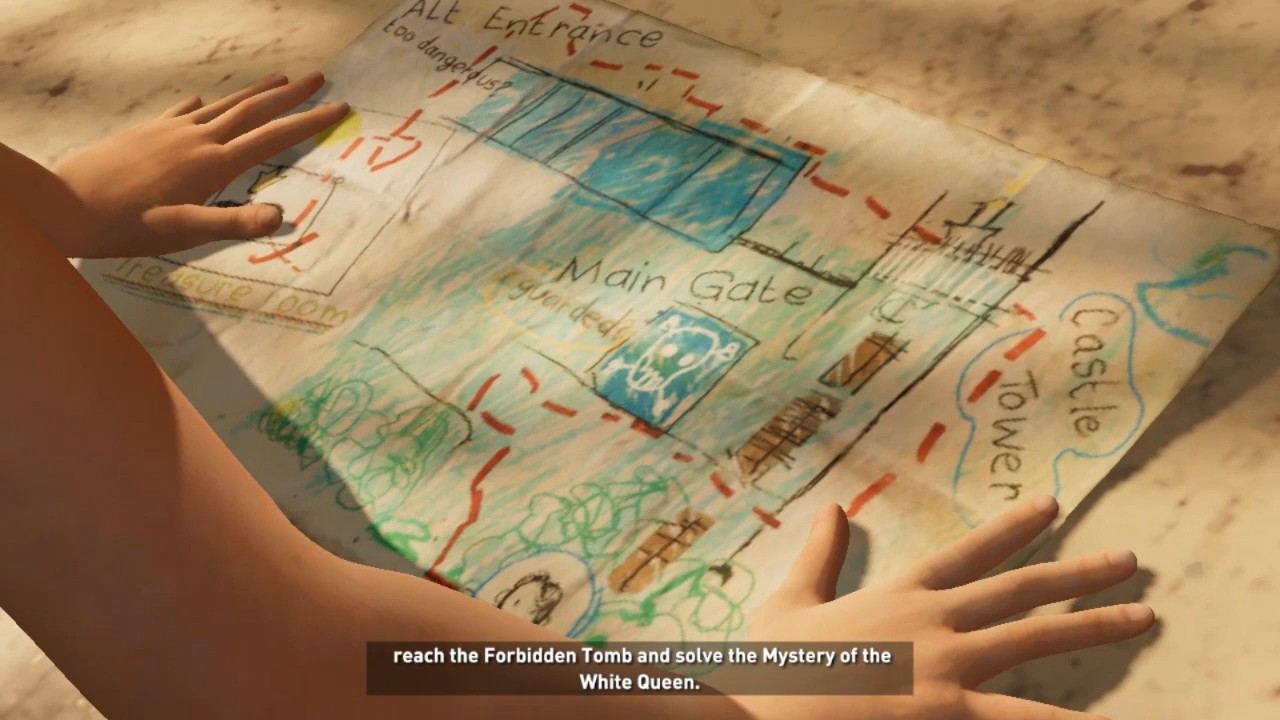 ALt Entrance
too dangerous?
Main Gate
(guarded)
Treasure room
Castle
Tower
reach the Forbidden Tomb and solve the Mystery of the
White Queen.